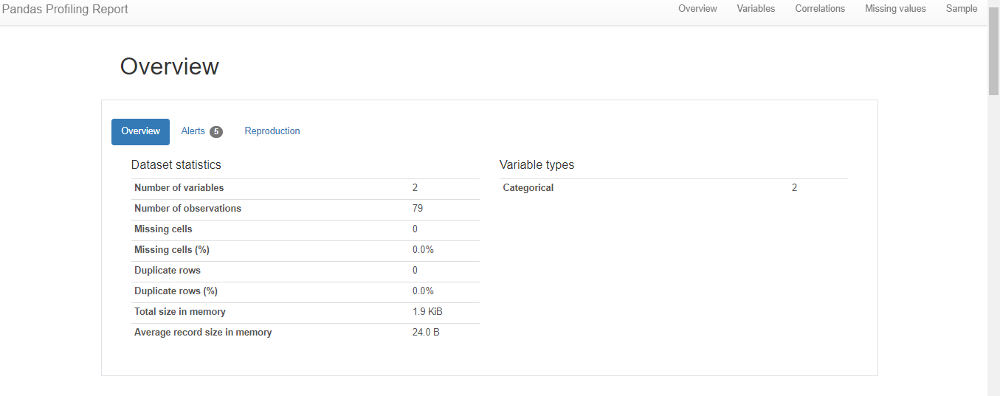 Pandas Profiling Report Overview Variables Correlations Missing values Sample
Overview
Overview Alerts 5 Reproduction
Dataset statistics
Number of variables 2
Number of observations 79
Missing cells 0
Missing cells (%) 0.0%
Duplicate rows 0
Duplicate rows (%) 0.0%
Total size in memory 1.9 KiB
Average record size in memory 24.0 B
Variable types
Categorical 2